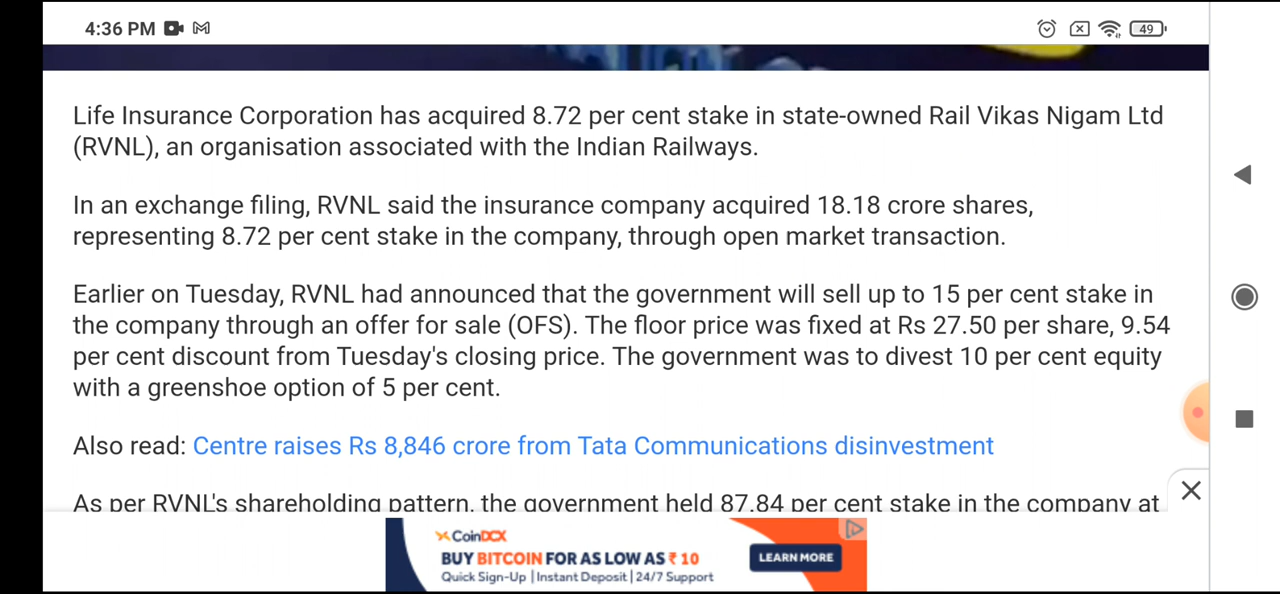 4:36 PM
49
Life Insurance Corporation has acquired 8.72 per cent stake in state-owned Rail Vikas Nigam Ltd
(RVNL), an organisation associated with the Indian Railways.
In an exchange filing, RVNL said the insurance company acquired 18.18 crore shares,
representing 8.72 per cent stake in the company, through open market transaction.
Earlier on Tuesday, RVNL had announced that the government will sell up to 15 per cent stake in
the company through an offer for sale (OFS). The floor price was fixed at Rs 27.50 per share, 9.54
per cent discount from Tuesday's closing price. The government was to divest 10 per cent equity
with a greenshoe option of 5 per cent.
Also read: Centre raises Rs 8,846 crore from Tata Communications disinvestment
As per RVNL's shareholding pattern, the government held 87.84 per cent stake in the company at
CoinDCX
BUY BITCOIN FOR AS LOW AS ₹ 10
Quick Sign-Up | Instant Deposit | 24/7 Support
LEARN MORE